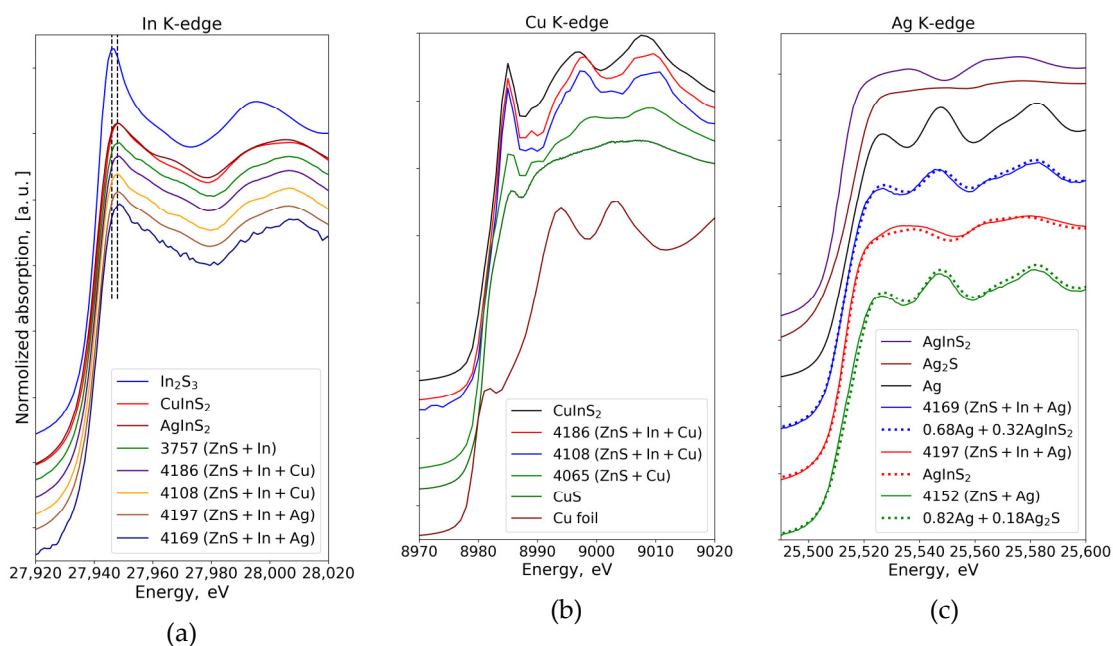 In K-edge
Normalized absorption, [a. u.]
In₂S₃
CuInS₂
AgInS₂
3757 (ZnS + In)
4186 (ZnS + In + Cu)
4108 (ZnS + In + Cu)
4197 (ZnS + In + Ag)
4169 (ZnS + In + Ag)
27,920 27,940 27,960 27,980 28,000 28,020
Energy, eV
(a)
Cu K-edge
CuInS₂
4186 (ZnS + In + Cu)
4108 (ZnS + In + Cu)
4065 (ZnS + Cu)
CuS
Cu foil
8970 8980 8990 9000 9010 9020
Energy, eV
(b)
Ag K-edge
AgInS₂
Ag₂S
Ag
4169 (ZnS + In + Ag)
0.68Ag + 0.32AgInS₂
4197 (ZnS + In + Ag)
AgInS₂
4152 (ZnS + Ag)
0.82Ag + 0.18Ag₂S
25,500 25,520 25,540 25,560 25,580 25,600
Energy, eV
(c)